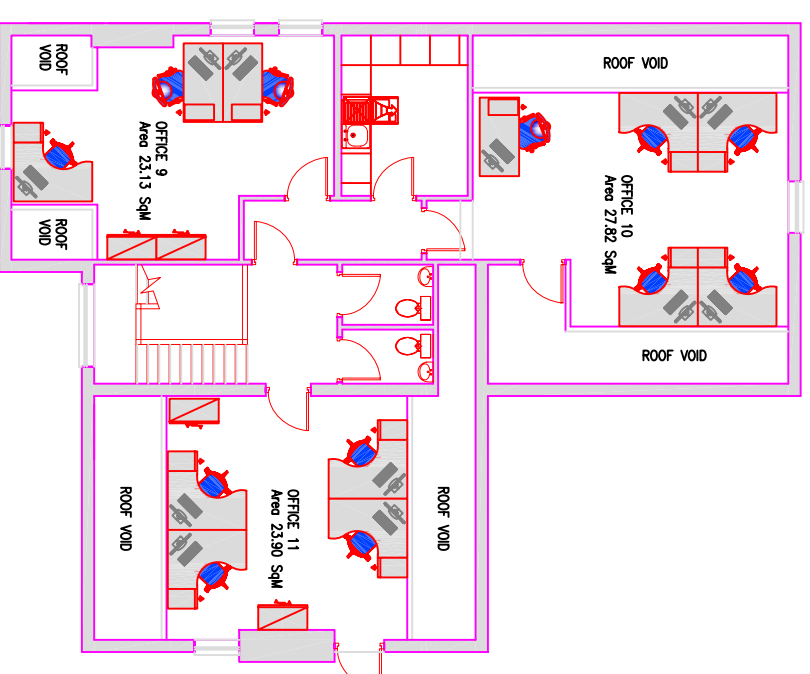 ROOF
VOID
ROOF VOID
OFFICE 9
Area 23.13 SqM
OFFICE 10
Area 27.82 SqM
ROOF
VOID
ROOF VOID
ROOF VOID
OFFICE 11
Area 23.90 SqM
ROOF VOID